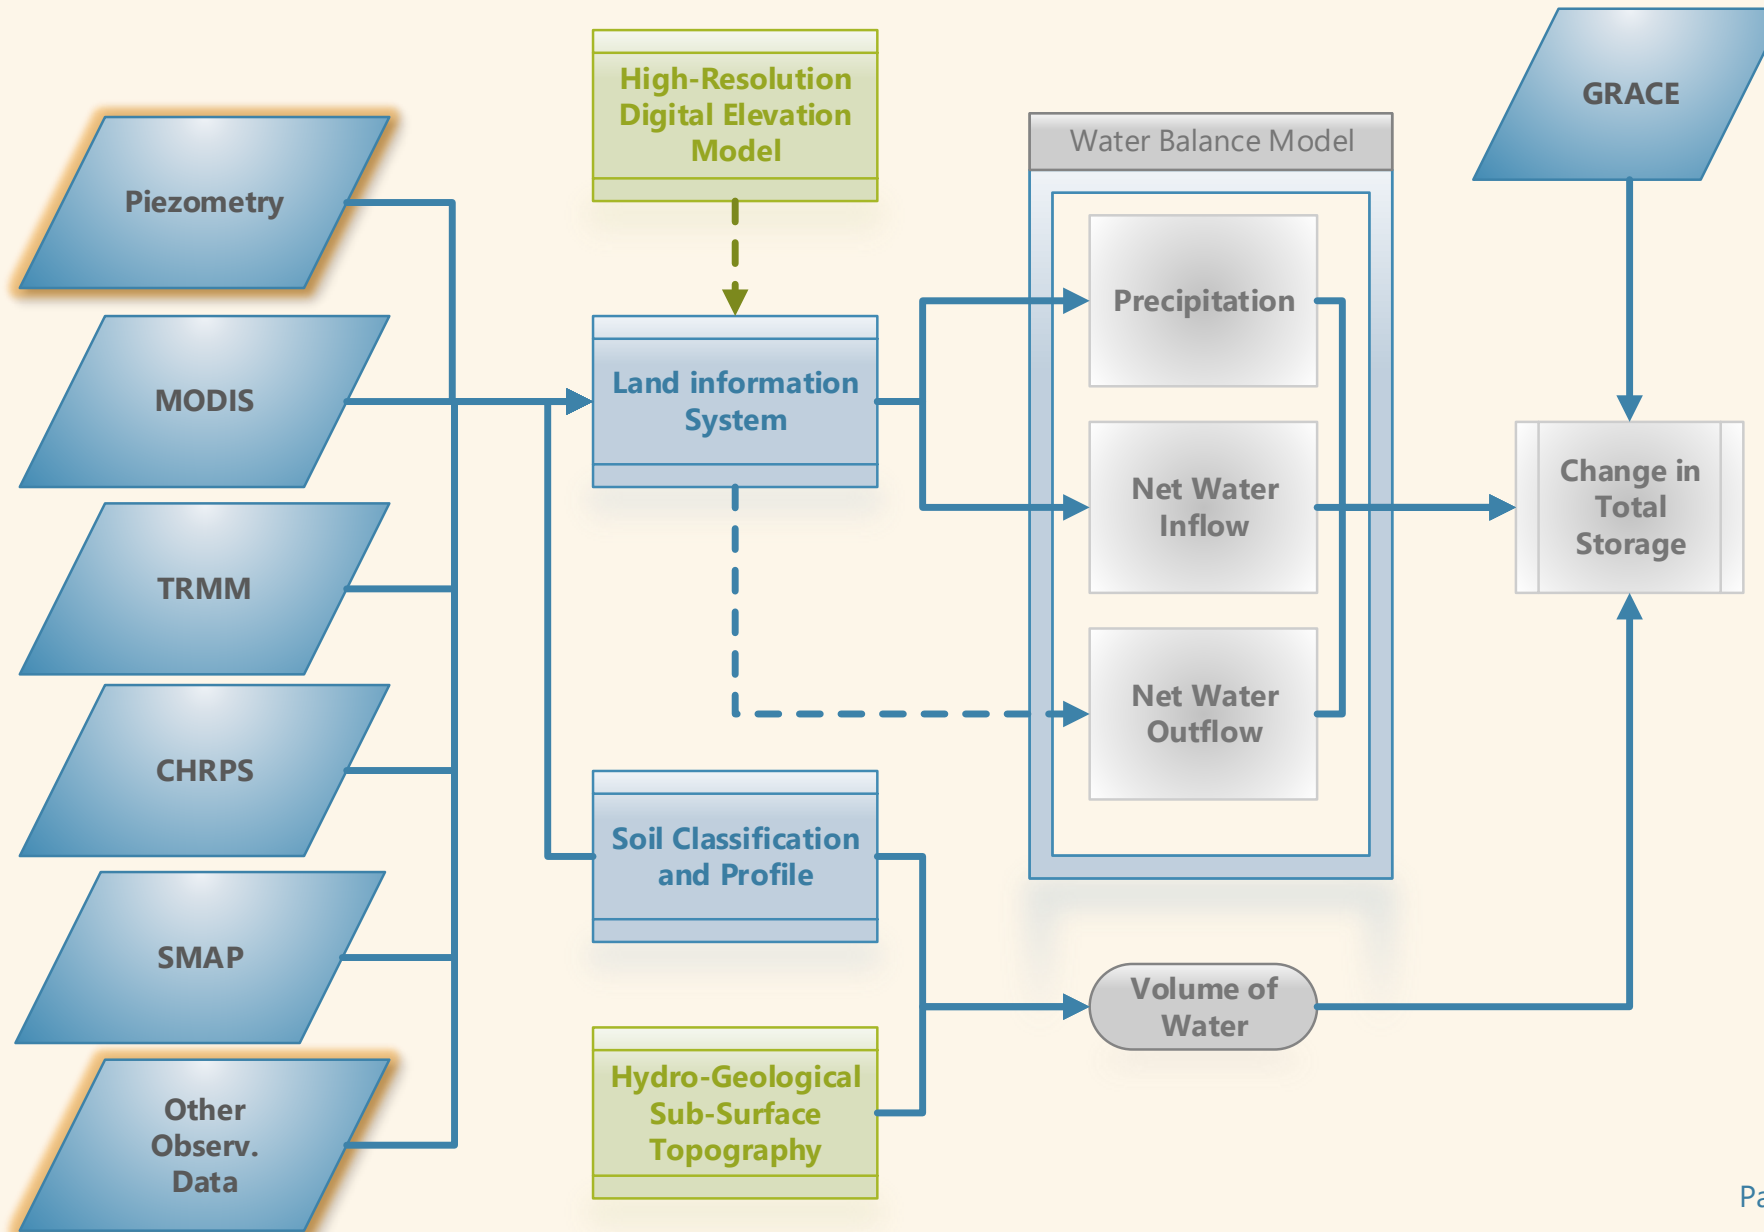 Piezometry
MODIS
TRMM
CHRPS
SMAP
Other
Observ.
Data
High-Resolution
Digital Elevation
Model
Land information
System
Soil Classification
and Profile
Hydro-Geological
Sub-Surface
Topography
Water Balance Model
Precipitation
Net Water
Inflow
Net Water
Outflow
Volume of
Water
GRACE
Change in
Total
Storage
Pa